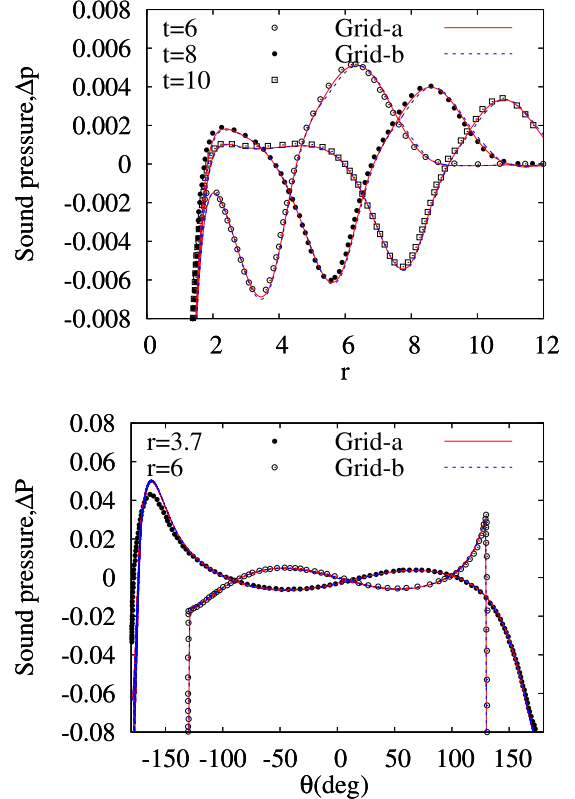 0.008
t=6 Grid-a
0.006
t=8 Grid-b
t=10
0.004
0.002
0
-0.002
-0.004
-0.006
-0.008
Sound pressure,Δp
0 2 4 6 8 10 12
r
0.08
r=3.7 Grid-a
0.06
r=6 Grid-b
0.04
0.02
0
-0.02
-0.04
-0.06
-0.08
Sound pressure,ΔP
-150 -100 -50 0 50 100 150
θ(deg)